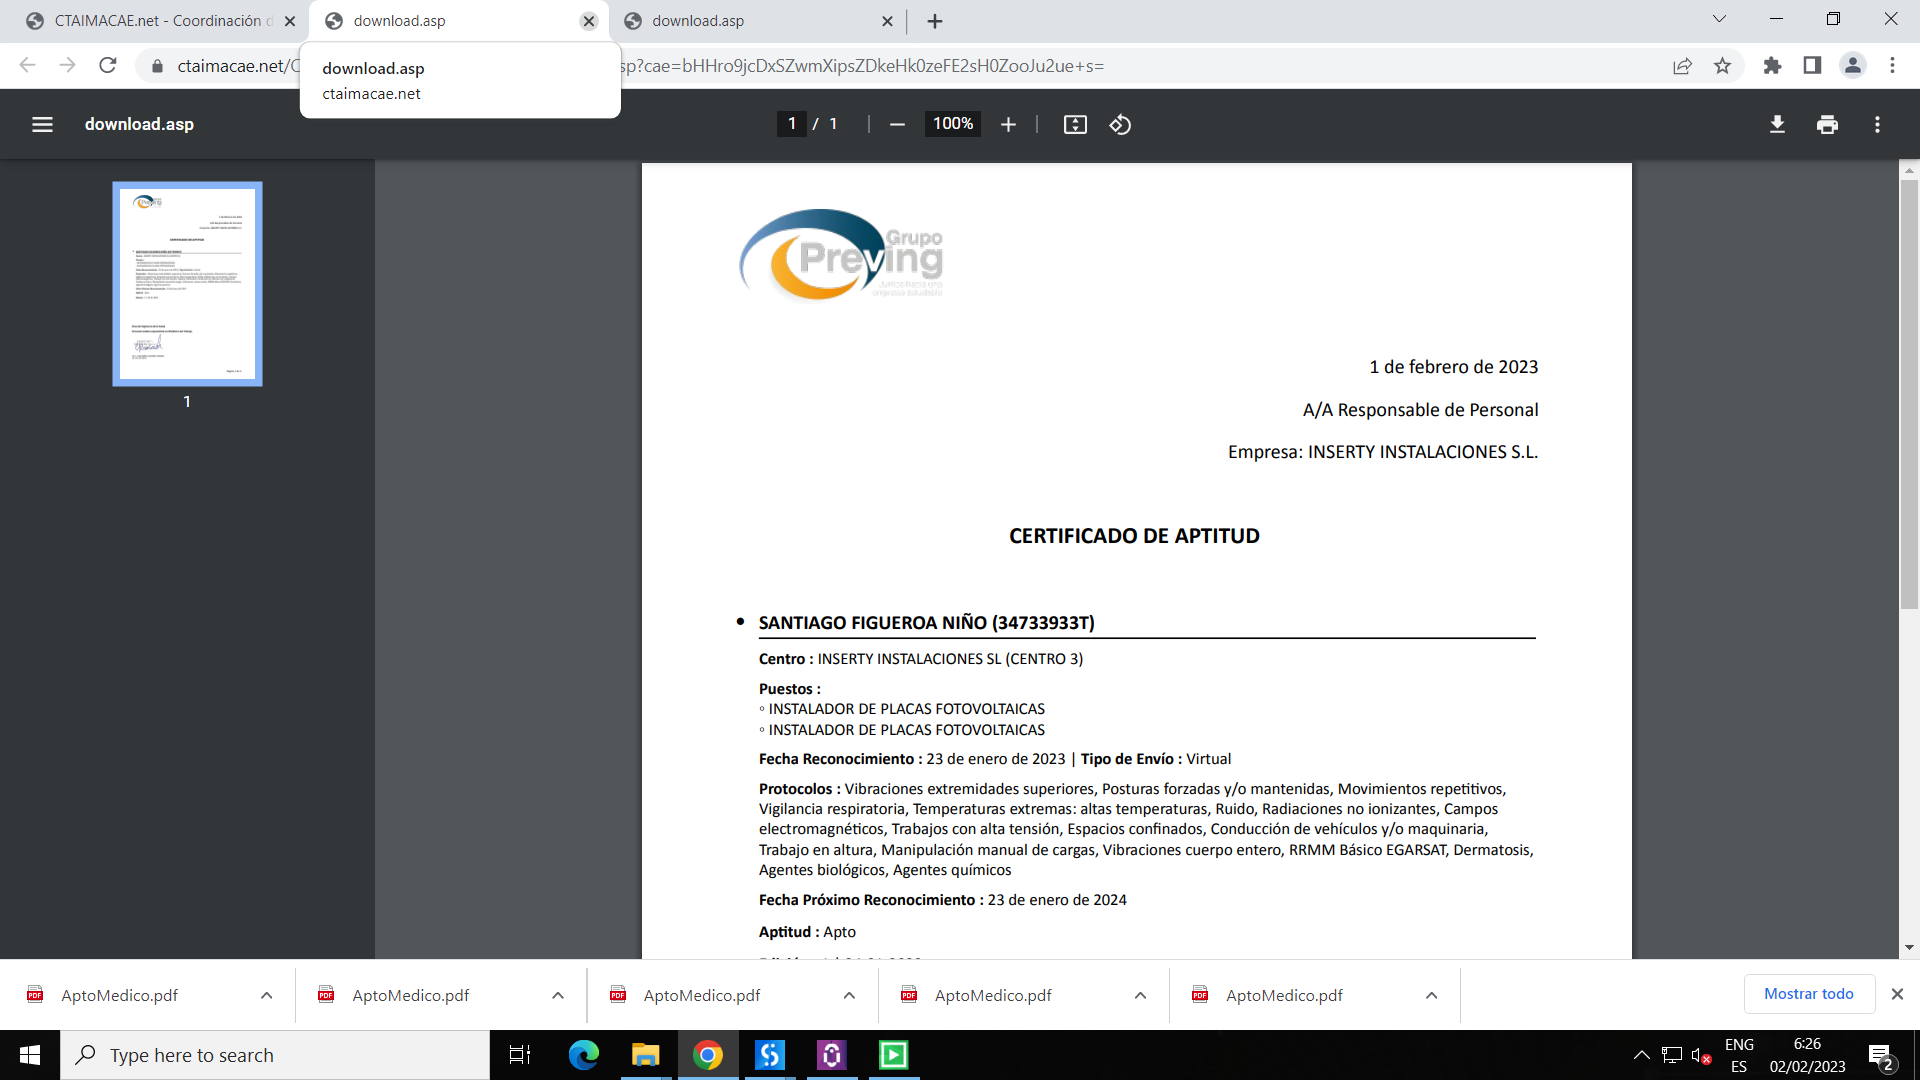 CTAIMACAE.net - Coordinación d
download.asp
download.asp
ctaimacae.net/C
sp?cae=bHHro9jcDxSZwmXipsZDkeHk0zeFE2sH0ZooJu2ue+s=
download.asp
ctaimacae.net
download.asp
1 / 1
100%
1
Grupo
Preving
Juntos hacia una
empresa saludable
1 de febrero de 2023
A/A Responsable de Personal
Empresa: INSERTY INSTALACIONES S.L.
CERTIFICADO DE APTITUD
• SANTIAGO FIGUEROA NIÑO (34733933T)
Centro : INSERTY INSTALACIONES SL (CENTRO 3)
Puestos :
◦ INSTALADOR DE PLACAS FOTOVOLTAICAS
◦ INSTALADOR DE PLACAS FOTOVOLTAICAS
Fecha Reconocimiento : 23 de enero de 2023 | Tipo de Envío : Virtual
Protocolos : Vibraciones extremidades superiores, Posturas forzadas y/o mantenidas, Movimientos repetitivos,
Vigilancia respiratoria, Temperaturas extremas: altas temperaturas, Ruido, Radiaciones no ionizantes, Campos
electromagnéticos, Trabajos con alta tensión, Espacios confinados, Conducción de vehículos y/o maquinaria,
Trabajo en altura, Manipulación manual de cargas, Vibraciones cuerpo entero, RRMM Básico EGARSAT, Dermatosis,
Agentes biológicos, Agentes químicos
Fecha Próximo Reconocimiento : 23 de enero de 2024
Aptitud : Apto
AptoMedico.pdf
AptoMedico.pdf
AptoMedico.pdf
AptoMedico.pdf
AptoMedico.pdf
Mostrar todo
Type here to search
ENG
ES
6:26
02/02/2023
2